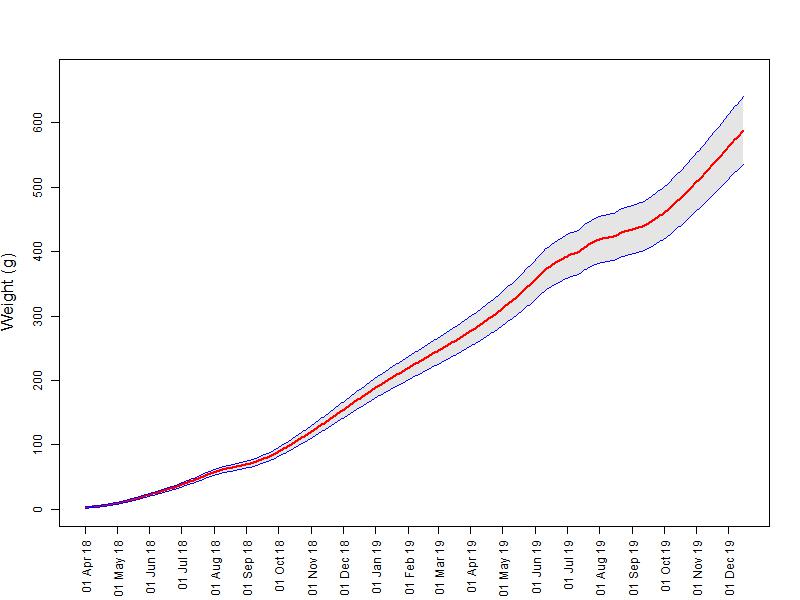 Weight (g)
600
500
400
300
200
100
0
01 Apr 18
01 May 18
01 Jun 18
01 Jul 18
01 Aug 18
01 Sep 18
01 Oct 18
01 Nov 18
01 Dec 18
01 Jan 19
01 Feb 19
01 Mar 19
01 Apr 19
01 May 19
01 Jun 19
01 Jul 19
01 Aug 19
01 Sep 19
01 Oct 19
01 Nov 19
01 Dec 19